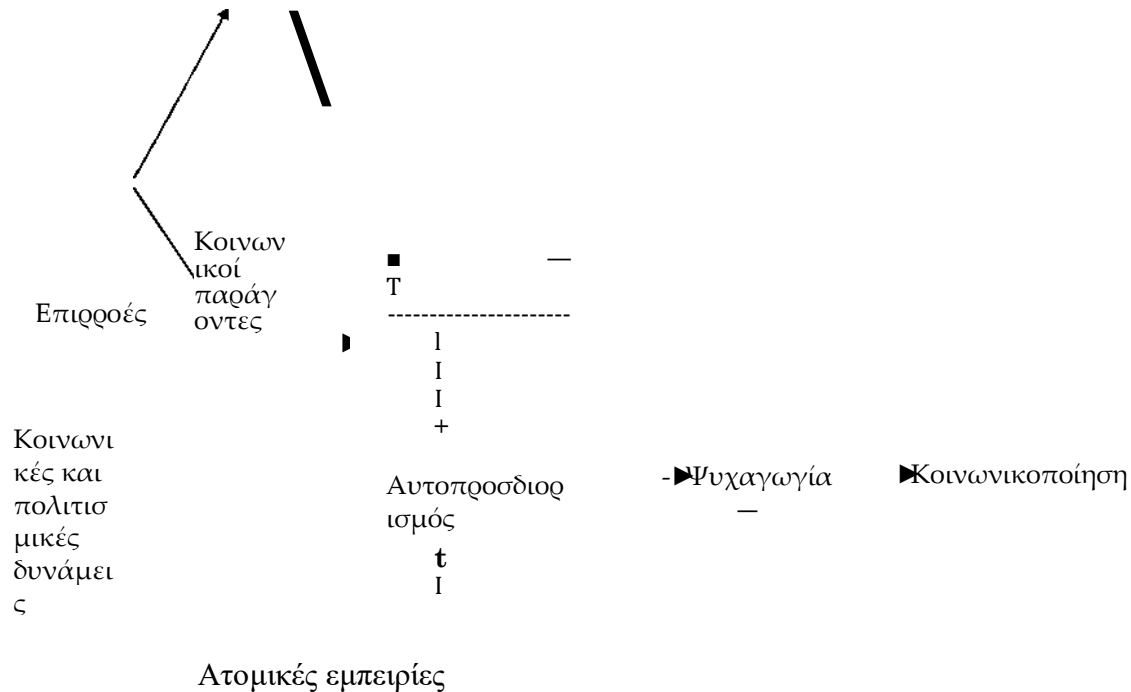 Κοινων
ικοί
παράγ
οντες
Επιρροές
■ —
T
----------------------
l
I
I
+
Κοινωνι
κές και
πολιτισ
μικές
δυνάμει
ς
Αυτοπροσδιορ
ισμός
t
I
-►Ψυχαγωγία
—
►Κοινωνικοποίηση
Ατομικές εμπειρίες